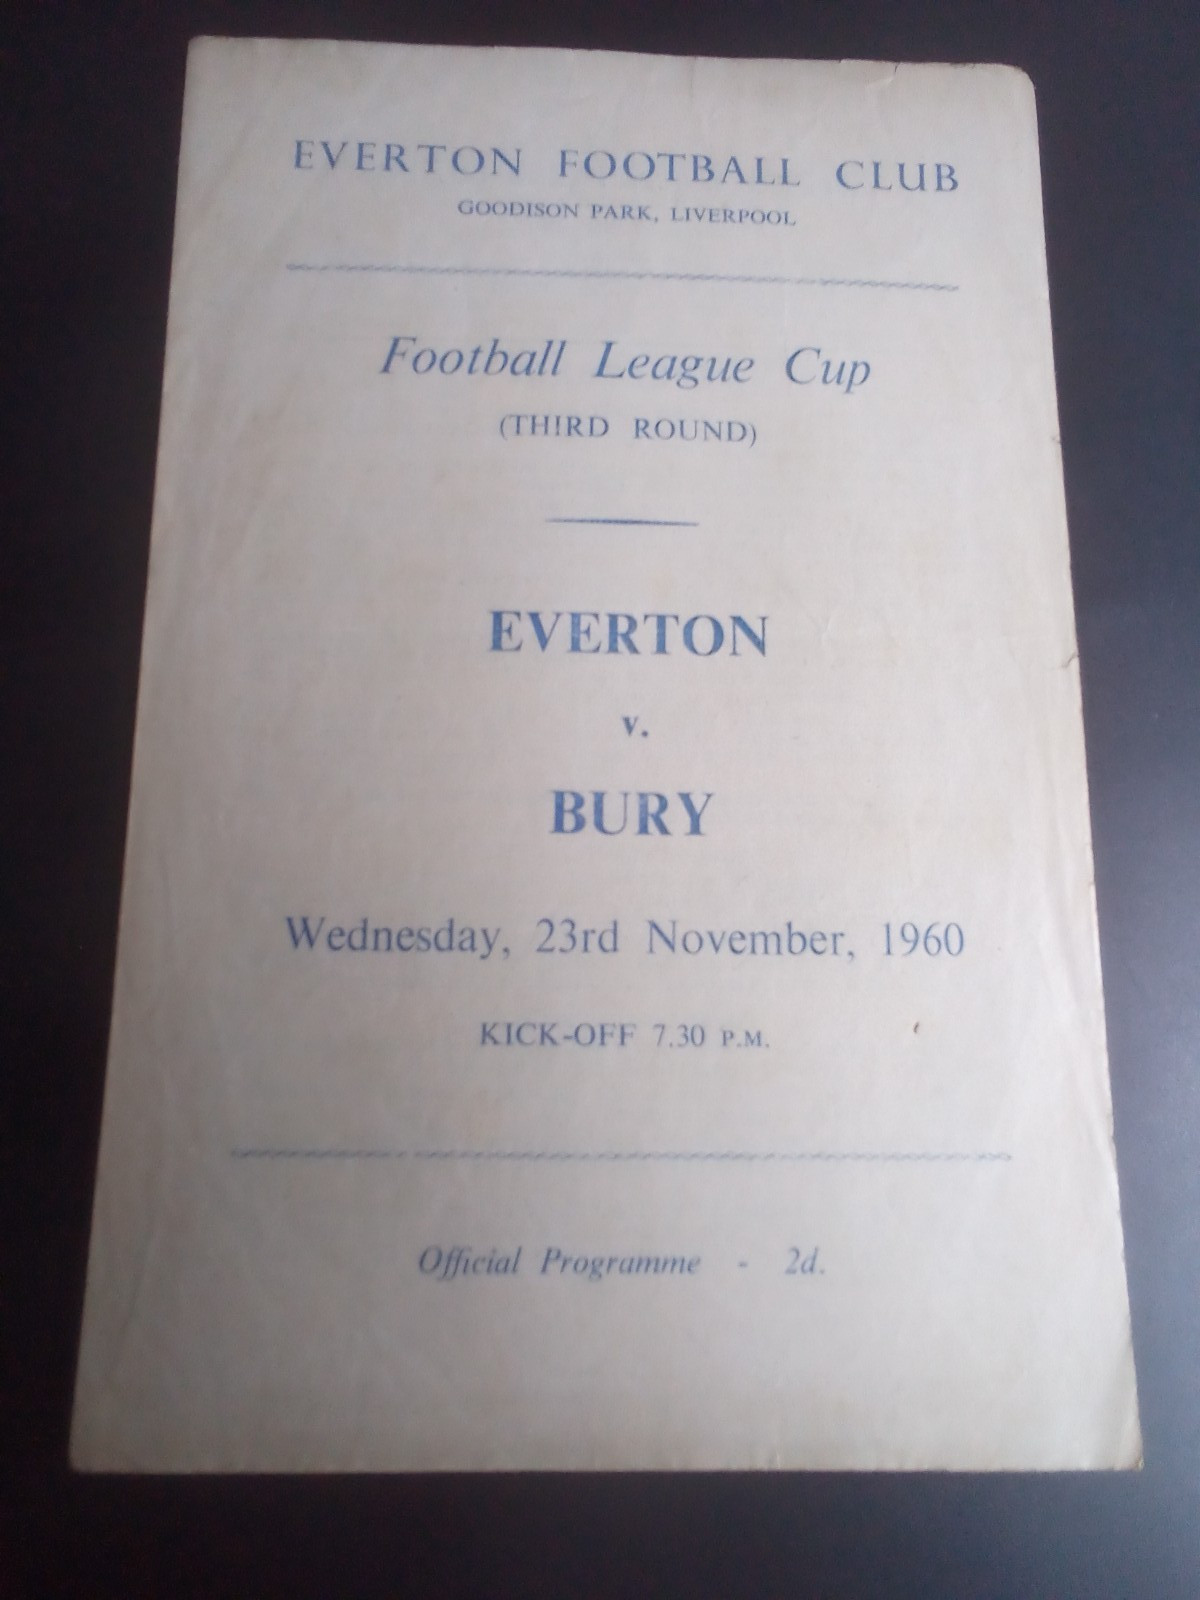 EVERTON FOOTBALL CLUB
GOODISON PARK, LIVERPOOL
Football League Cup
(THIRD ROUND)
EVERTON
v.
BURY
Wednesday, 23rd November, 1960
KICK-OFF 7.30 P.M.
Official Programme - 2d.